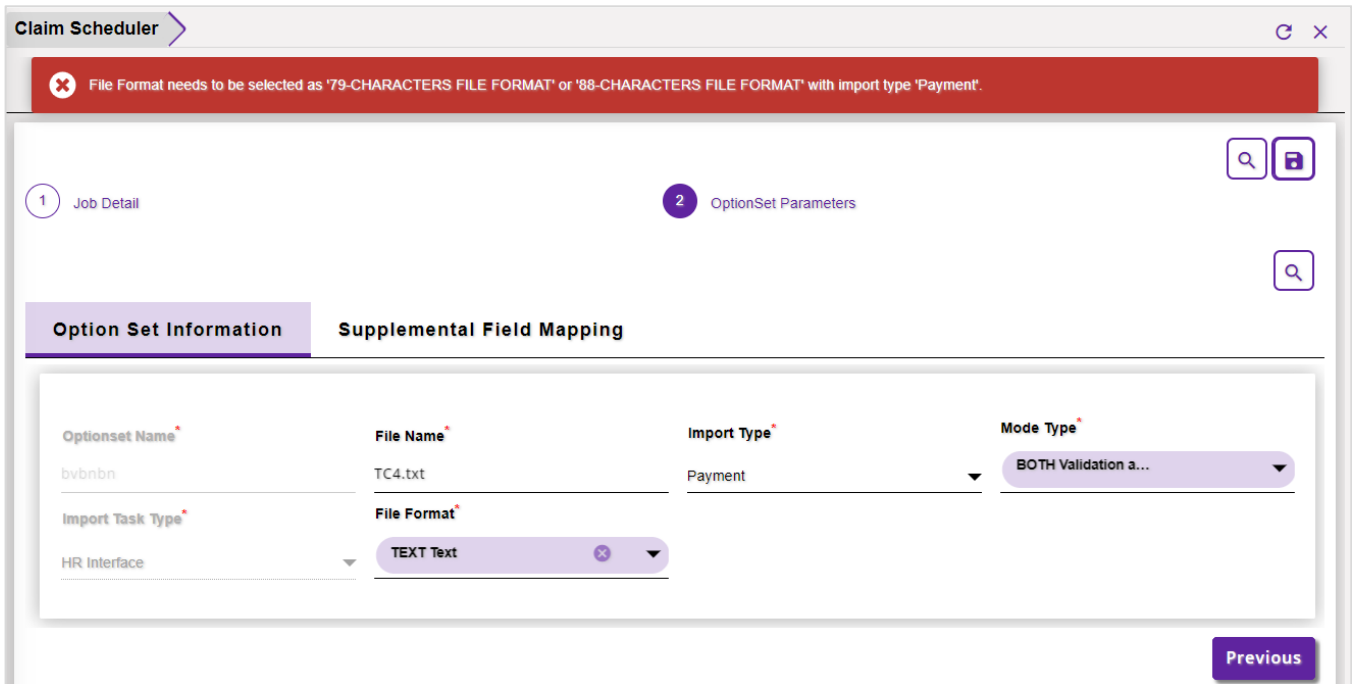 Claim Scheduler
File Format needs to be selected as '79-CHARACTERS FILE FORMAT' or '88-CHARACTERS FILE FORMAT' with import type 'Payment'.
1 Job Detail 2 OptionSet Parameters
Option Set Information Supplemental Field Mapping
Optionset Name* File Name* Import Type* Mode Type*
bvbnbn TC4.txt Payment BOTH Validation a...
Import Task Type* File Format*
HR Interface TEXT Text
Previous